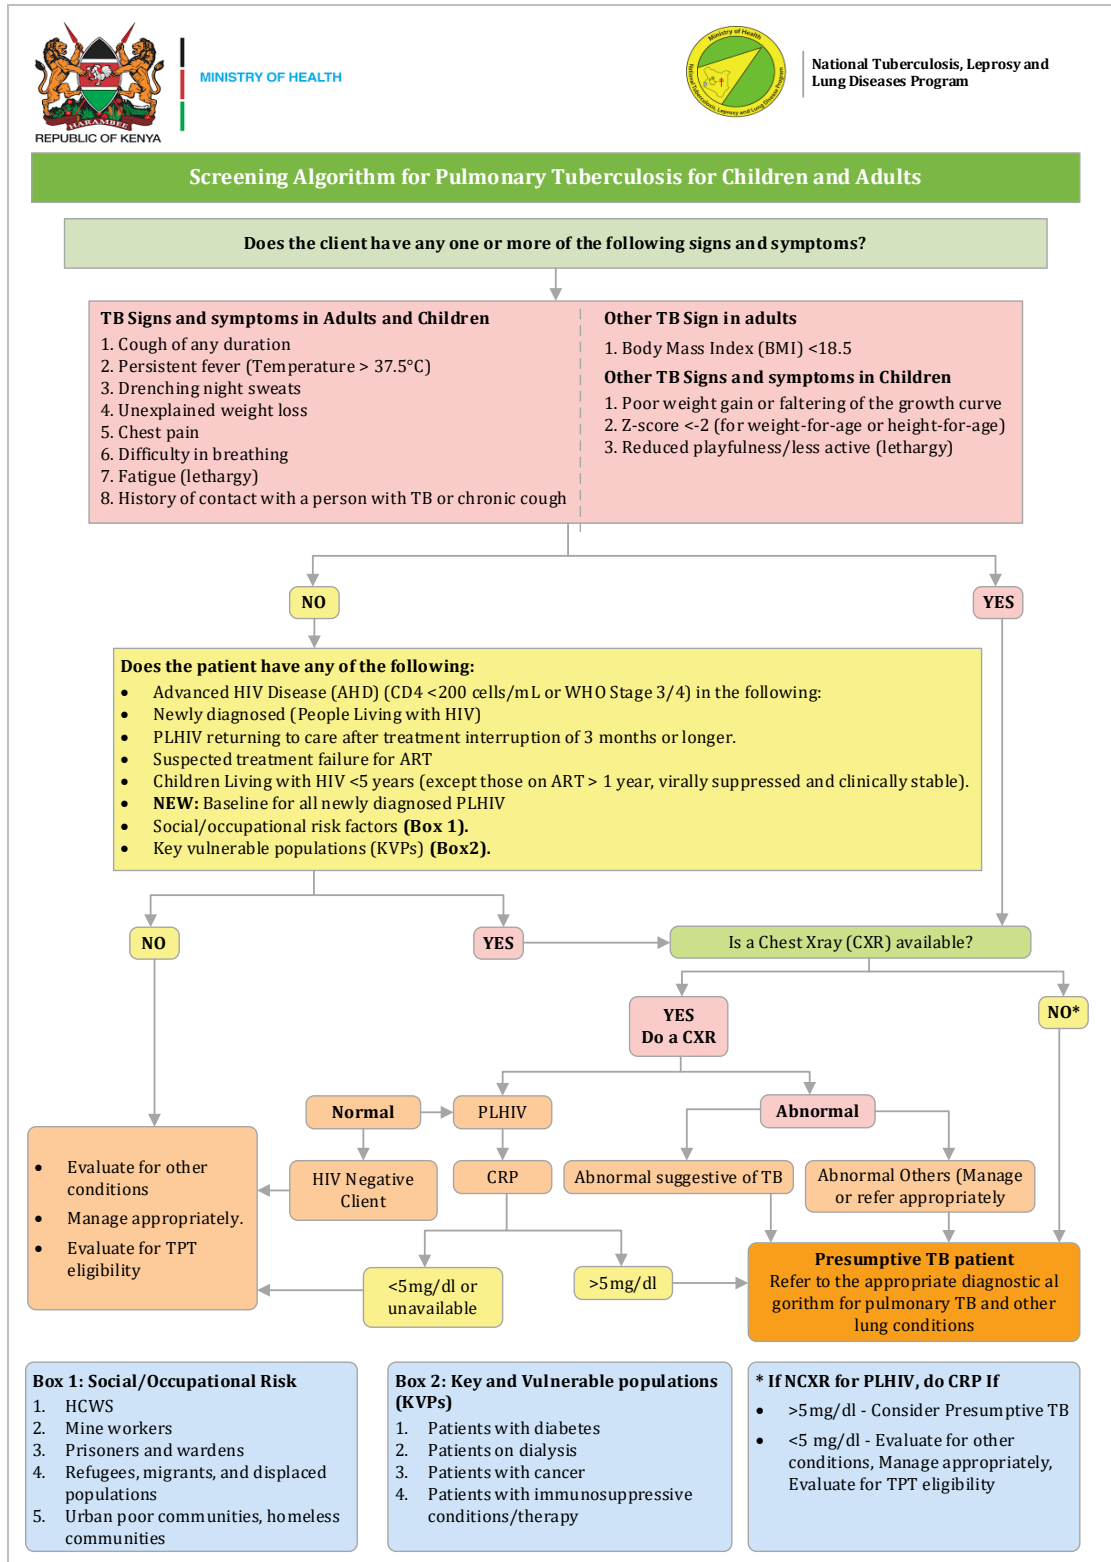 HARAMBEE
REPUBLIC OF KENYA
MINISTRY OF HEALTH
Ministry of Health
National Tuberculosis, Leprosy and Lung Disease Program
National Tuberculosis, Leprosy and
Lung Diseases Program
Screening Algorithm for Pulmonary Tuberculosis for Children and Adults
Does the client have any one or more of the following signs and symptoms?
TB Signs and symptoms in Adults and Children
1. Cough of any duration
2. Persistent fever (Temperature > 37.5°C)
3. Drenching night sweats
4. Unexplained weight loss
5. Chest pain
6. Difficulty in breathing
7. Fatigue (lethargy)
8. History of contact with a person with TB or chronic cough
Other TB Sign in adults
1. Body Mass Index (BMI) <18.5
Other TB Signs and symptoms in Children
1. Poor weight gain or faltering of the growth curve
2. Z-score <-2 (for weight-for-age or height-for-age)
3. Reduced playfulness/less active (lethargy)
NO
YES
Does the patient have any of the following:
• Advanced HIV Disease (AHD) (CD4 <200 cells/mL or WHO Stage 3/4) in the following:
• Newly diagnosed (People Living with HIV)
• PLHIV returning to care after treatment interruption of 3 months or longer.
• Suspected treatment failure for ART
• Children Living with HIV <5 years (except those on ART > 1 year, virally suppressed and clinically stable).
• NEW: Baseline for all newly diagnosed PLHIV
• Social/occupational risk factors (Box 1).
• Key vulnerable populations (KVPs) (Box2).
NO
YES
Is a Chest Xray (CXR) available?
YES
Do a CXR
NO*
Normal
PLHIV
Abnormal
HIV Negative
Client
CRP
Abnormal suggestive of TB
Abnormal Others (Manage
or refer appropriately
• Evaluate for other
conditions
• Manage appropriately.
• Evaluate for TPT
eligibility
<5mg/dl or
unavailable
>5mg/dl
Presumptive TB patient
Refer to the appropriate diagnostic al
gorithm for pulmonary TB and other
lung conditions
Box 1: Social/Occupational Risk
1. HCWS
2. Mine workers
3. Prisoners and wardens
4. Refugees, migrants, and displaced
populations
5. Urban poor communities, homeless
communities
Box 2: Key and Vulnerable populations
(KVPs)
1. Patients with diabetes
2. Patients on dialysis
3. Patients with cancer
4. Patients with immunosuppressive
conditions/therapy
* If NCXR for PLHIV, do CRP If
• >5mg/dl - Consider Presumptive TB
• <5 mg/dl - Evaluate for other
conditions, Manage appropriately,
Evaluate for TPT eligibility